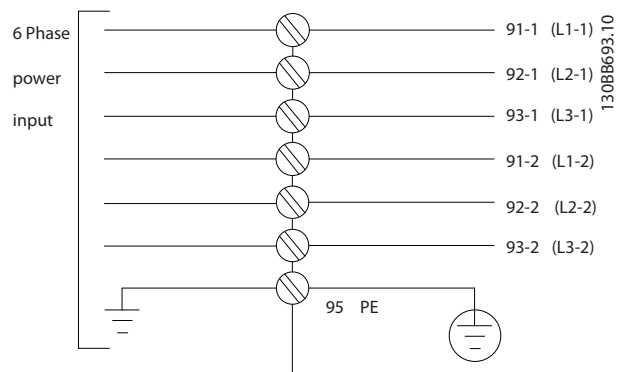 6 Phase
power
input
91-1 (L1-1)
92-1 (L2-1)
93-1 (L3-1)
91-2 (L1-2)
92-2 (L2-2)
93-2 (L3-2)
95 PE
130BB693.10